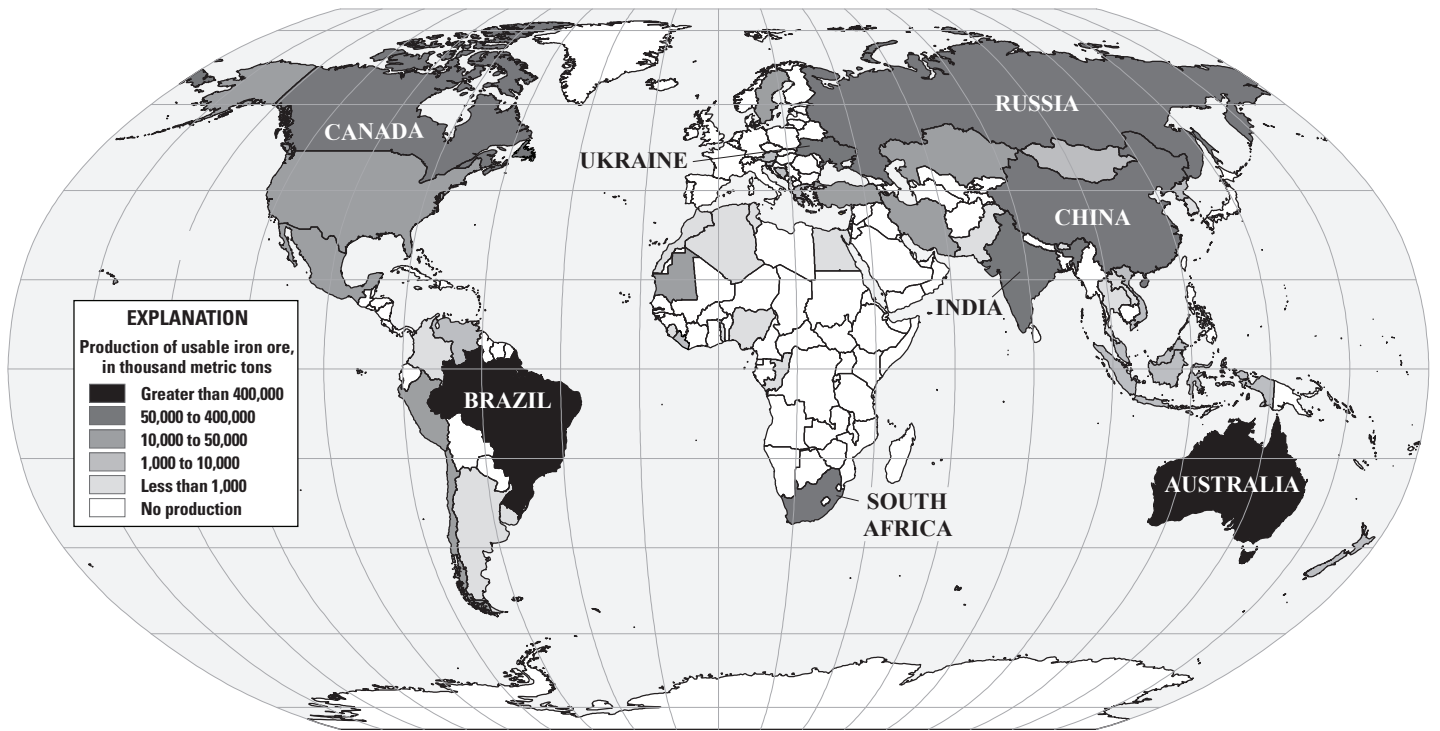 RUSSIA
CANADA
UKRAINE
CHINA
INDIA
EXPLANATION
Production of usable iron ore,
in thousand metric tons
Greater than 400,000
50,000 to 400,000
10,000 to 50,000
1,000 to 10,000
Less than 1,000
No production
BRAZIL
AUSTRALIA
SOUTH
AFRICA